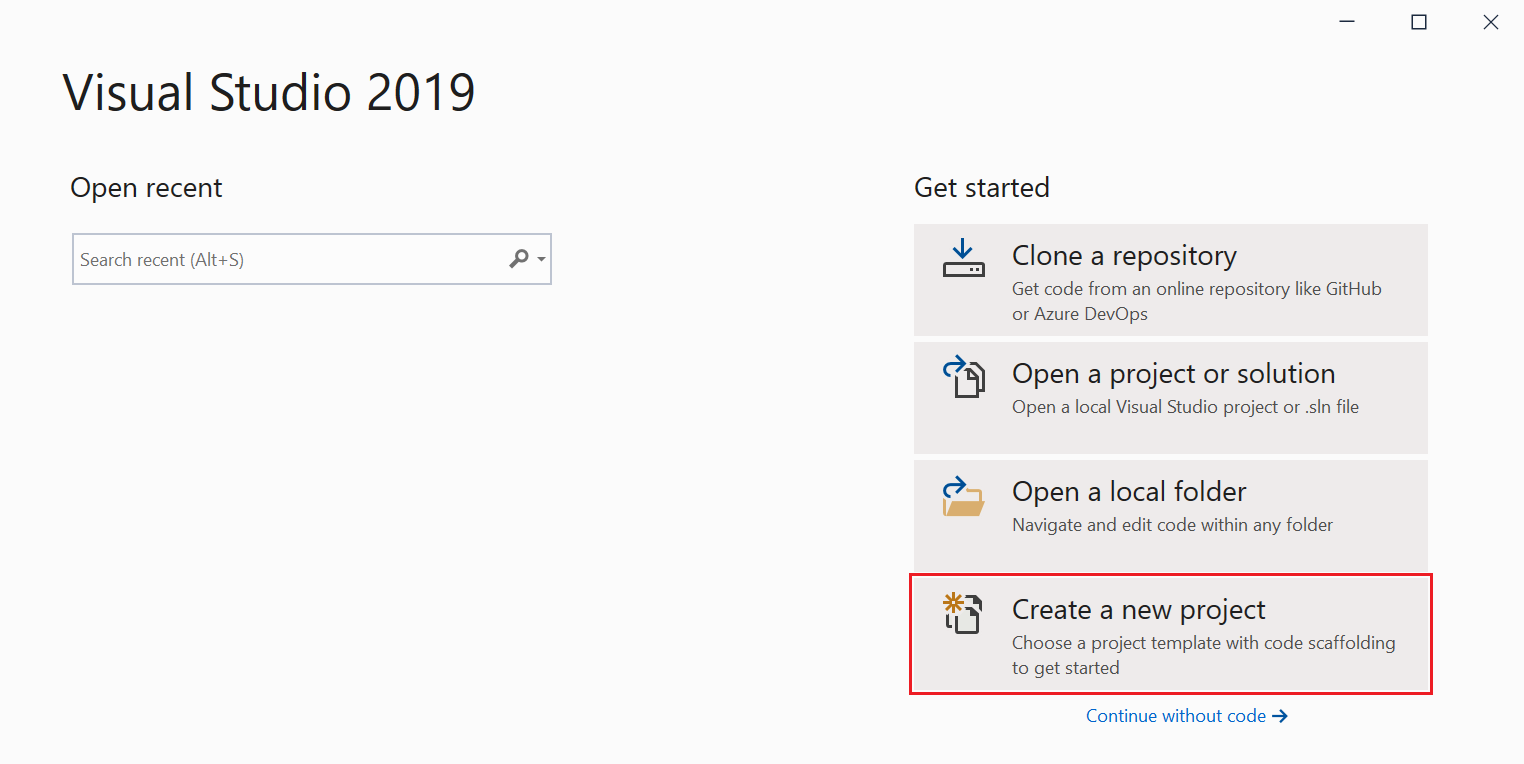 Visual Studio 2019
Open recent
Search recent (Alt+S)
Get started
Clone a repository
Get code from an online repository like GitHub
or Azure DevOps
Open a project or solution
Open a local Visual Studio project or .sln file
Open a local folder
Navigate and edit code within any folder
Create a new project
Choose a project template with code scaffolding
to get started
Continue without code